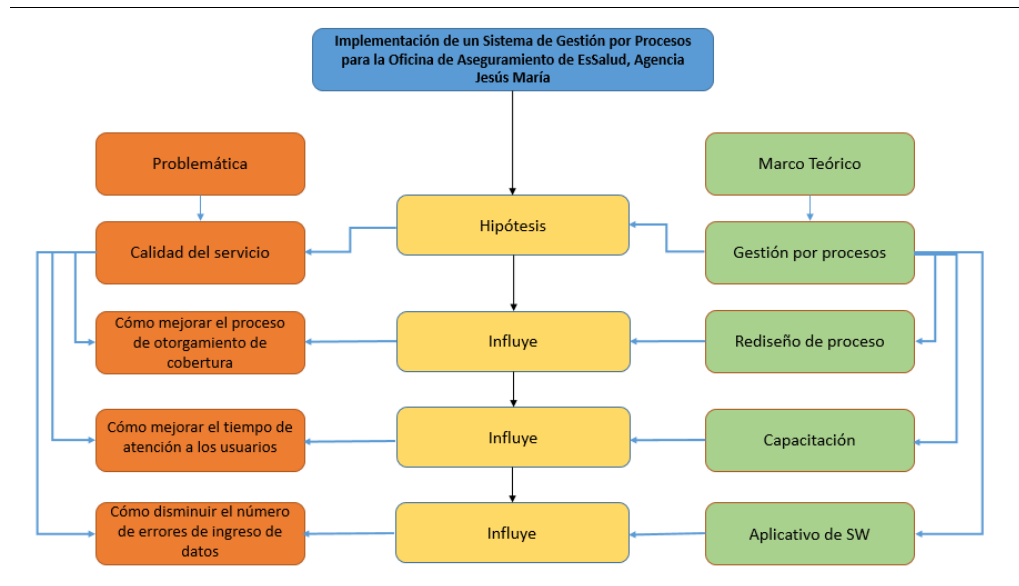 Implementación de un Sistema de Gestión por Procesos
para la Oficina de Aseguramiento de EsSalud, Agencia
Jesús María
Problemática
Marco Teórico
Hipótesis
Calidad del servicio
Gestión por procesos
Cómo mejorar el proceso
de otorgamiento de
cobertura
Influye
Rediseño de proceso
Cómo mejorar el tiempo de
atención a los usuarios
Influye
Capacitación
Cómo disminuir el número
de errores de ingreso de
datos
Influye
Aplicativo de SW